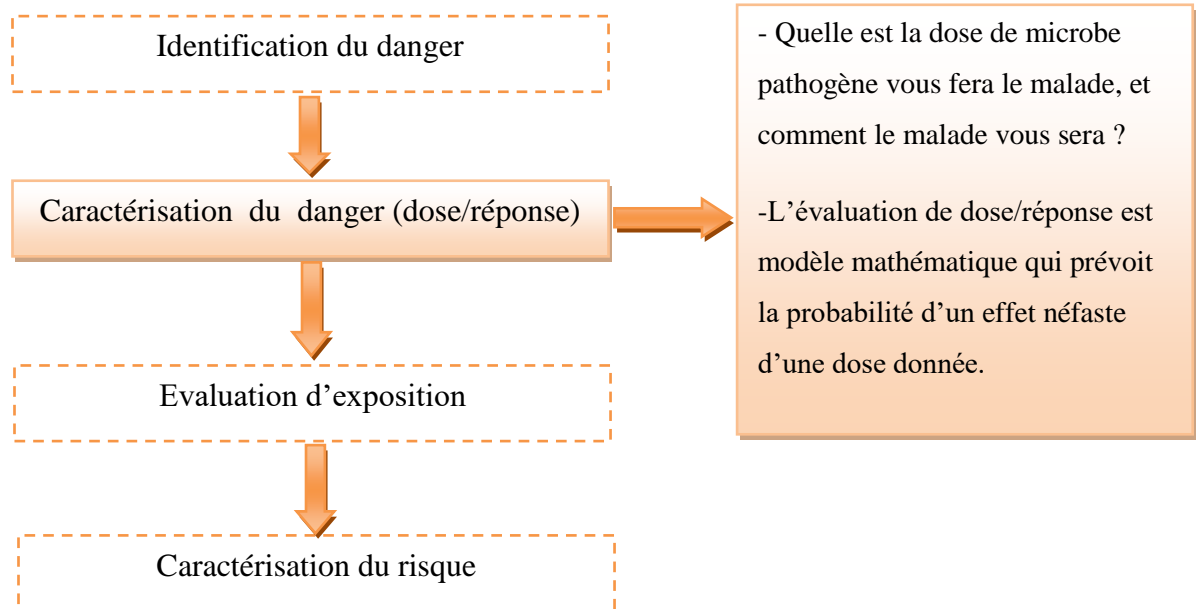 Identification du danger
Caractérisation du danger (dose/réponse)
Evaluation d’exposition
Caractérisation du risque
- Quelle est la dose de microbe
pathogène vous fera le malade, et
comment le malade vous sera ?
-L’évaluation de dose/réponse est
modèle mathématique qui prévoit
la probabilité d’un effet néfaste
d’une dose donnée.